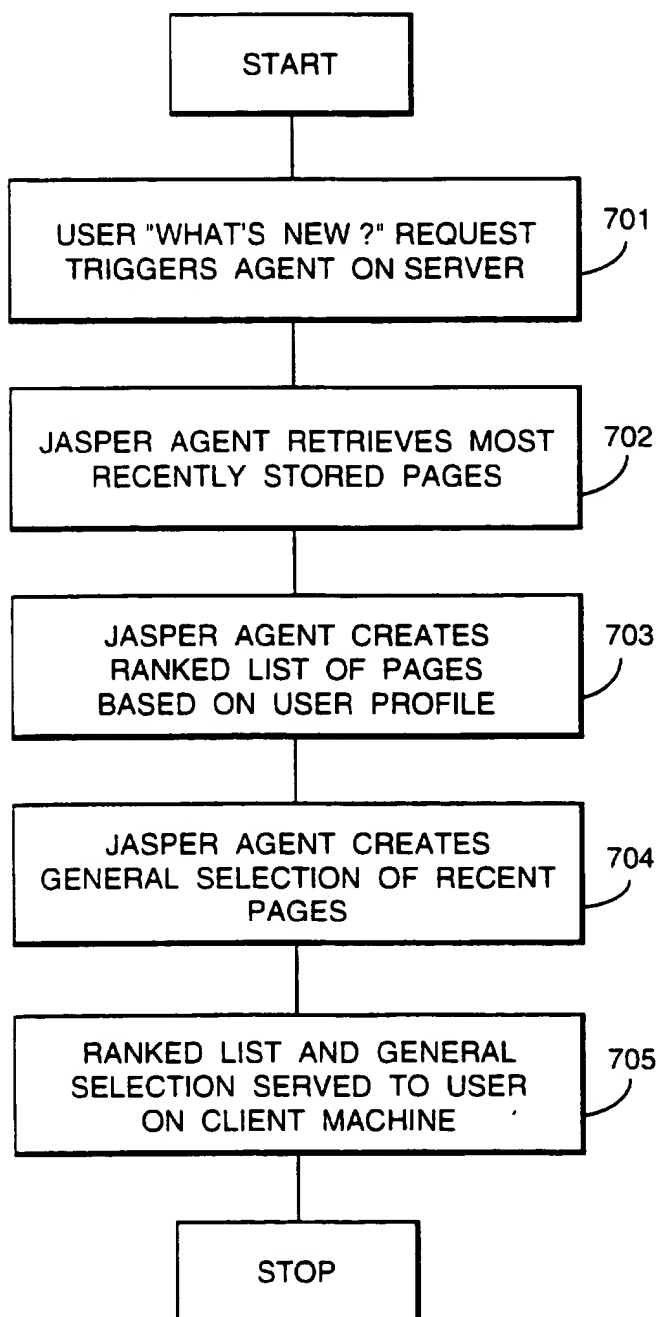 START
USER "WHAT'S NEW ?" REQUEST
TRIGGERS AGENT ON SERVER
701
JASPER AGENT RETRIEVES MOST
RECENTLY STORED PAGES
702
JASPER AGENT CREATES
RANKED LIST OF PAGES
BASED ON USER PROFILE
703
JASPER AGENT CREATES
GENERAL SELECTION OF RECENT
PAGES
704
RANKED LIST AND GENERAL
SELECTION SERVED TO USER
ON CLIENT MACHINE
705
STOP